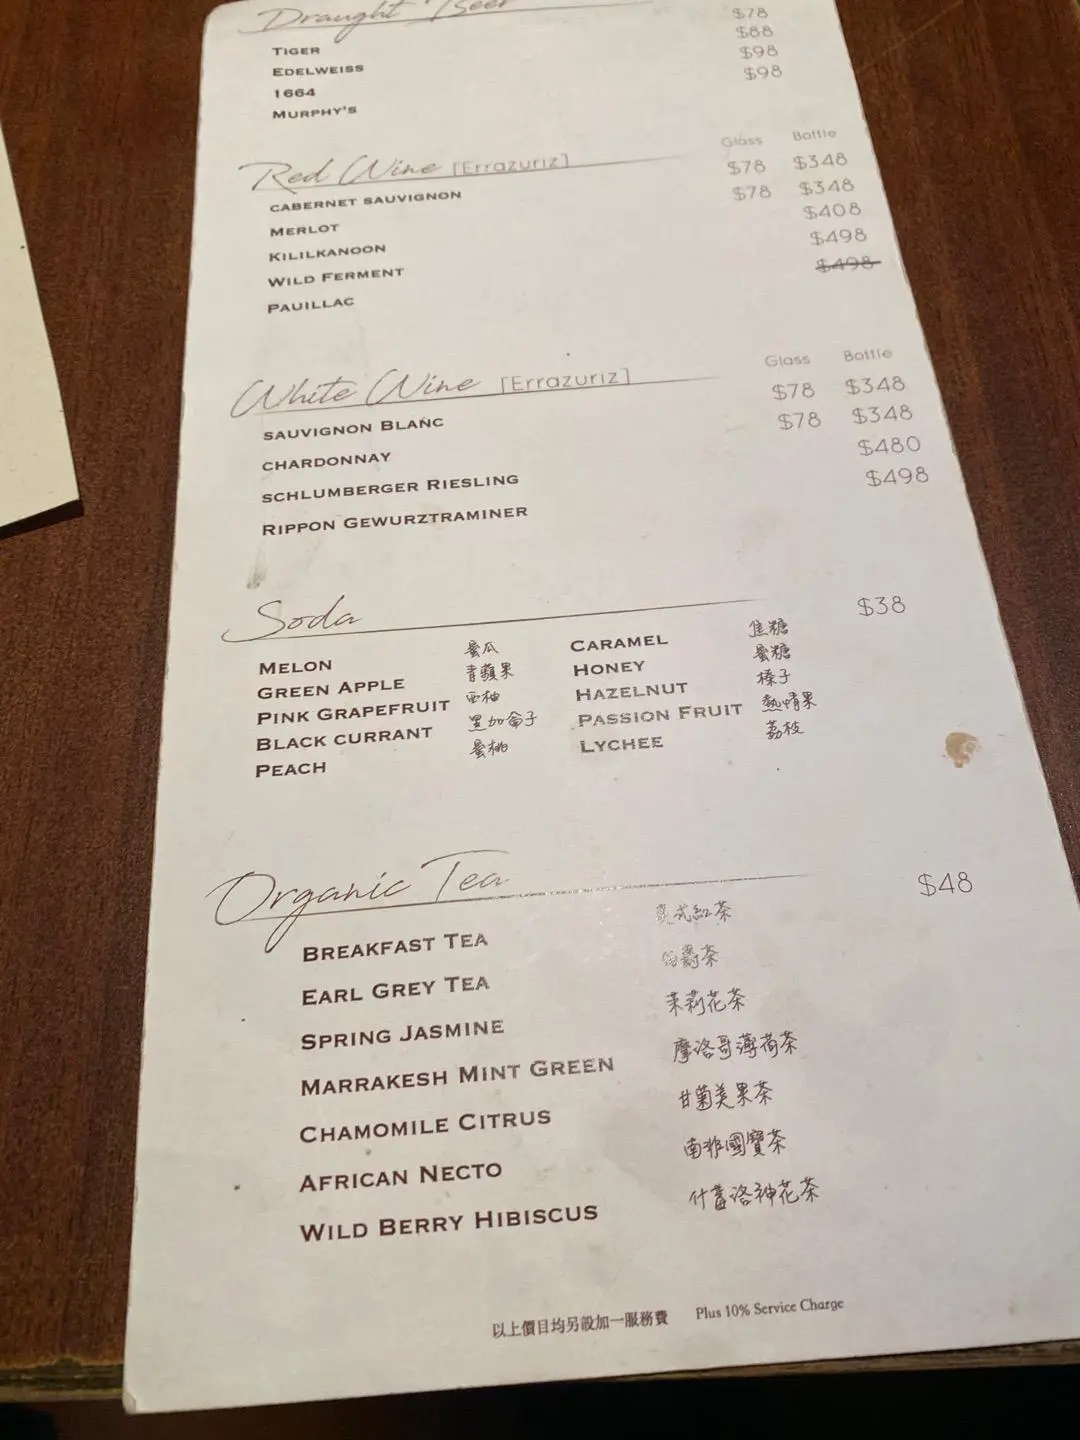 Draught Beer
TIGER $78
EDELWEISS $88
1664 $98
MURPHY'S $98
Red Wine [Errazuriz] Glass Bottle
CABERNET SAUVIGNON $78 $348
MERLOT $78 $348
KILILKANOON $408
WILD FERMENT $498
PAUILLAC $498
White Wine [Errazuriz] Glass Bottle
SAUVIGNON BLANC $78 $348
CHARDONNAY $78 $348
SCHLUMBERGER RIESLING $480
RIPPON GEWURZTRAMINER $498
Soda $38
MELON 蜜瓜 CARAMEL 焦糖
GREEN APPLE 青蘋果 HONEY 蜜糖
PINK GRAPEFRUIT 西柚 HAZELNUT 榛子
BLACK CURRANT 黑加侖子 PASSION FRUIT 熱情果
PEACH 蜜桃 LYCHEE 荔枝
Organic Tea $48
BREAKFAST TEA 英式紅茶
EARL GREY TEA 伯爵茶
SPRING JASMINE 茉莉花茶
MARRAKESH MINT GREEN 摩洛哥薄荷茶
CHAMOMILE CITRUS 甘菊美果茶
AFRICAN NECTO 南非國寶茶
WILD BERRY HIBISCUS 什莓洛神花茶
以上價目均另設加一服務費 Plus 10% Service Charge